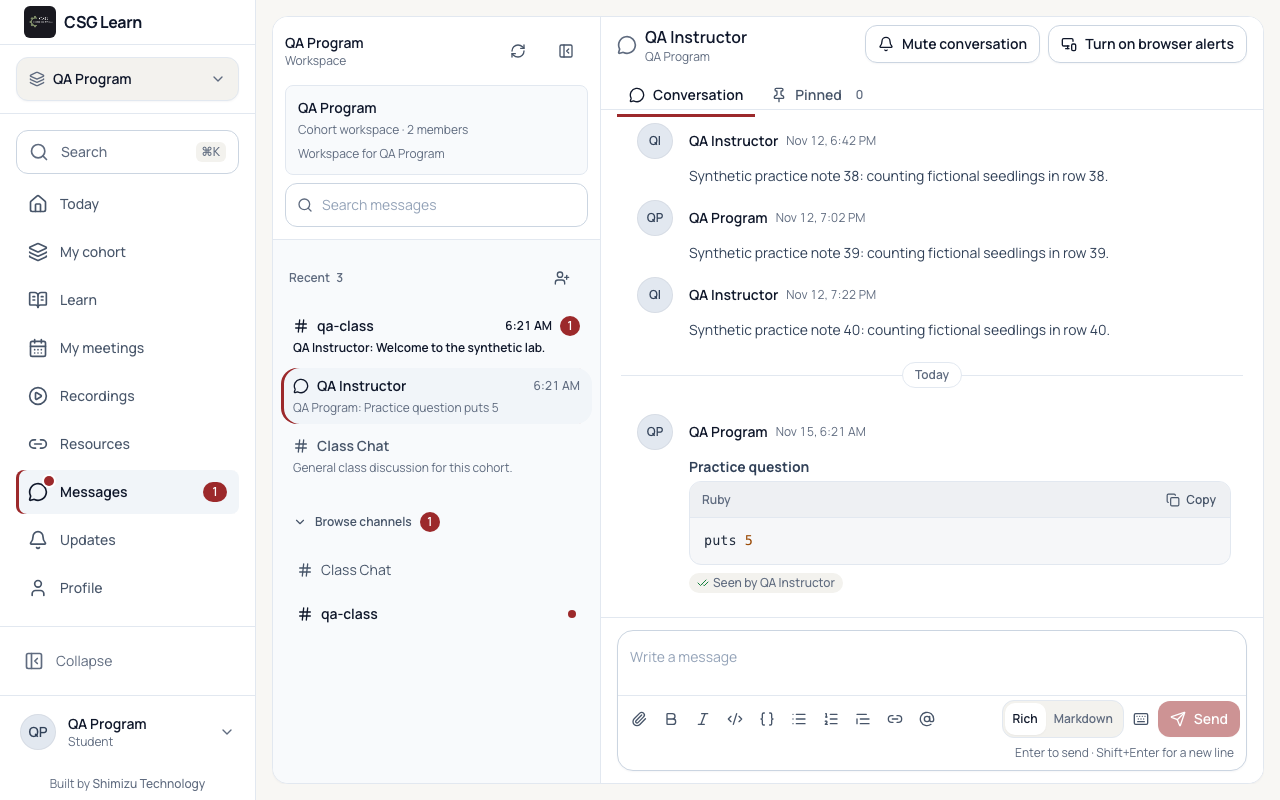 CSG Learn
QA Program
Search ⌘K
Today
My cohort
Learn
My meetings
Recordings
Resources
Messages 1
Updates
Profile
Collapse
QP
QA Program
Student
Built by Shimizu Technology
QA Program
Workspace
QA Program
Cohort workspace · 2 members
Workspace for QA Program
Search messages
Recent 3
qa-class 6:21 AM 1
QA Instructor: Welcome to the synthetic lab.
QA Instructor 6:21 AM
QA Program: Practice question puts 5
Class Chat
General class discussion for this cohort.
Browse channels 1
Class Chat
qa-class
QA Instructor
QA Program
Mute conversation
Turn on browser alerts
Conversation
Pinned 0
QI
QA Instructor Nov 12, 6:42 PM
Synthetic practice note 38: counting fictional seedlings in row 38.
QP
QA Program Nov 12, 7:02 PM
Synthetic practice note 39: counting fictional seedlings in row 39.
QI
QA Instructor Nov 12, 7:22 PM
Synthetic practice note 40: counting fictional seedlings in row 40.
Today
QP
QA Program Nov 15, 6:21 AM
Practice question
Ruby Copy
puts 5
Seen by QA Instructor
Write a message
Rich Markdown Send
Enter to send · Shift+Enter for a new line